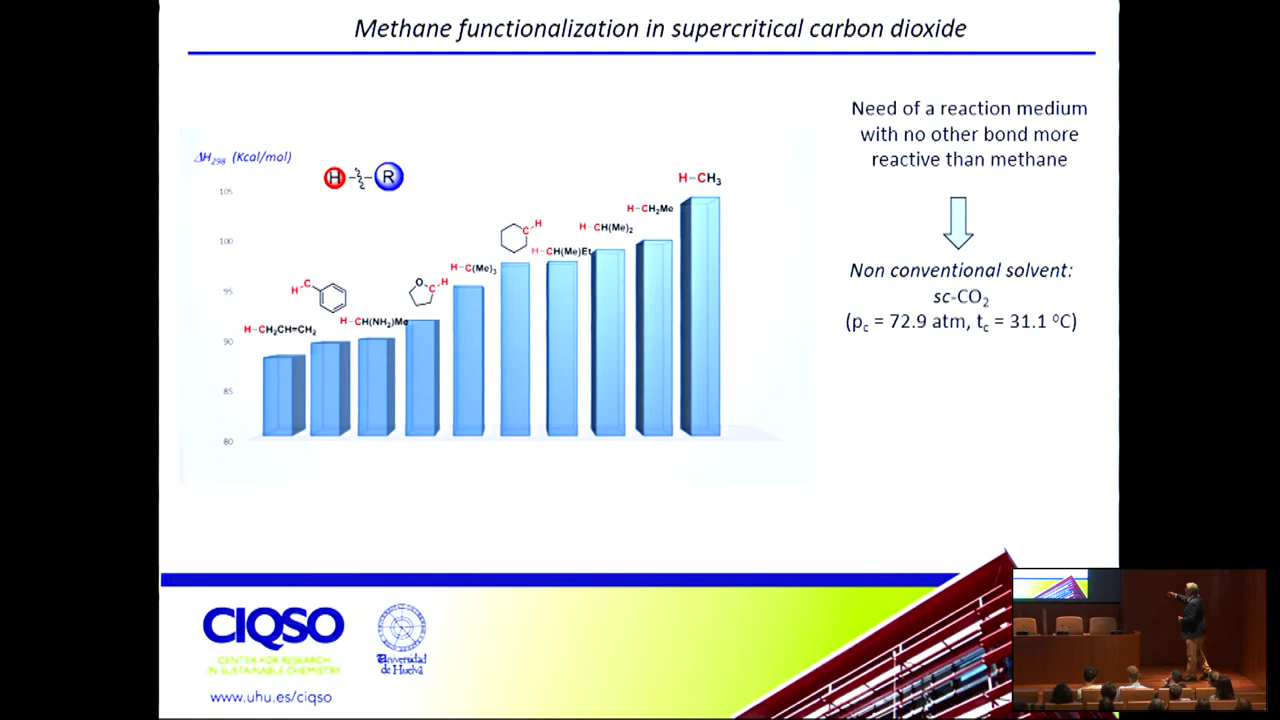 Methane functionalization in supercritical carbon dioxide
Need of a reaction medium
with no other bond more
reactive than methane
Non conventional solvent:
sc-CO₂
(pc = 72.9 atm, tc = 31.1 ºC)
ΔH₂₉₈ (Kcal/mol)
H R
105
100
95
90
85
80
H-CH₂CH=CH₂
H-C
H-CH(NH₂)Me
O C-H
H-C(Me)₃
C-H
H-CH(Me)Et
H-CH(Me)₂
H-CH₂Me
H-CH₃
CIQSO
CENTER FOR RESEARCH
IN SUSTAINABLE CHEMISTRY
www.uhu.es/ciqso
Universidad
de Huelva